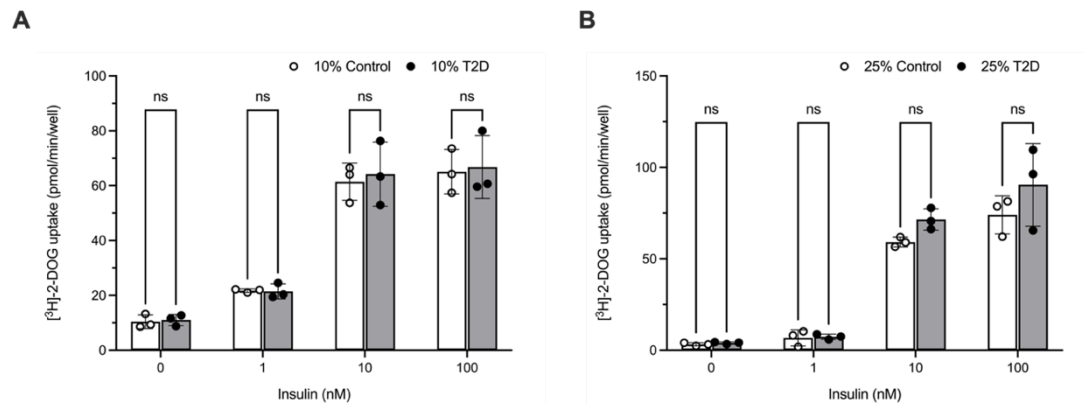 A
B
○ 10% Control ● 10% T2D
○ 25% Control ● 25% T2D
[³H]-2-DOG uptake (pmol/min/well)
100
80
60
40
20
0
ns
ns
ns
ns
0
1
10
100
Insulin (nM)
[³H]-2-DOG uptake (pmol/min/well)
150
100
50
0
ns
ns
ns
ns
0
1
10
100
Insulin (nM)